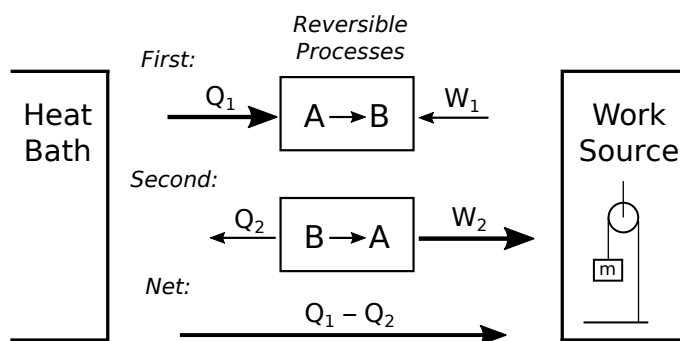 Reversible
Processes
First:
Heat
Bath
Q₁
A → B
W₁
Work
Source
Second:
Q₂
B → A
W₂
m
Net:
Q₁ – Q₂